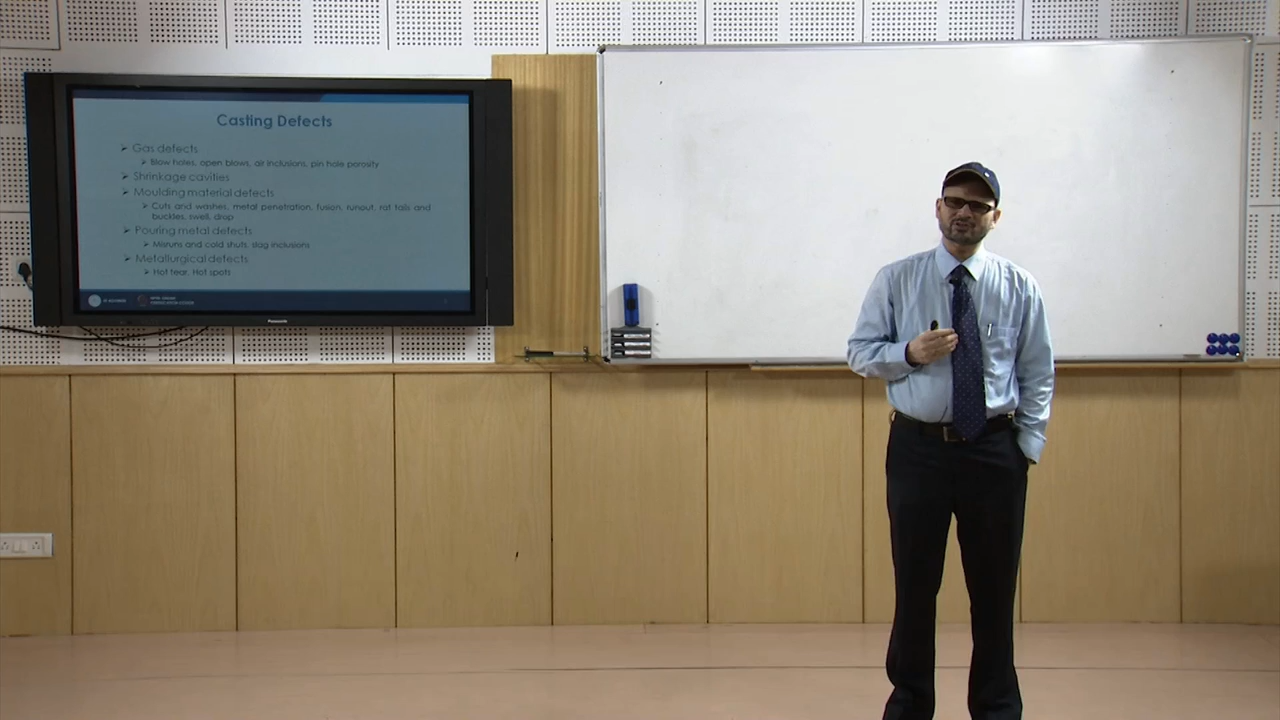 Casting Defects
Gas defects
Blow holes, open blows, air inclusions, pin hole porosity
Shrinkage cavities
Moulding material defects
Cuts and washes, metal penetration, fusion, runout, rat tails and
buckles, swell, drop
Pouring metal defects
Misruns and cold shuts, slag inclusions
Metallurgical defects
Hot tear, Hot spots
Panasonic